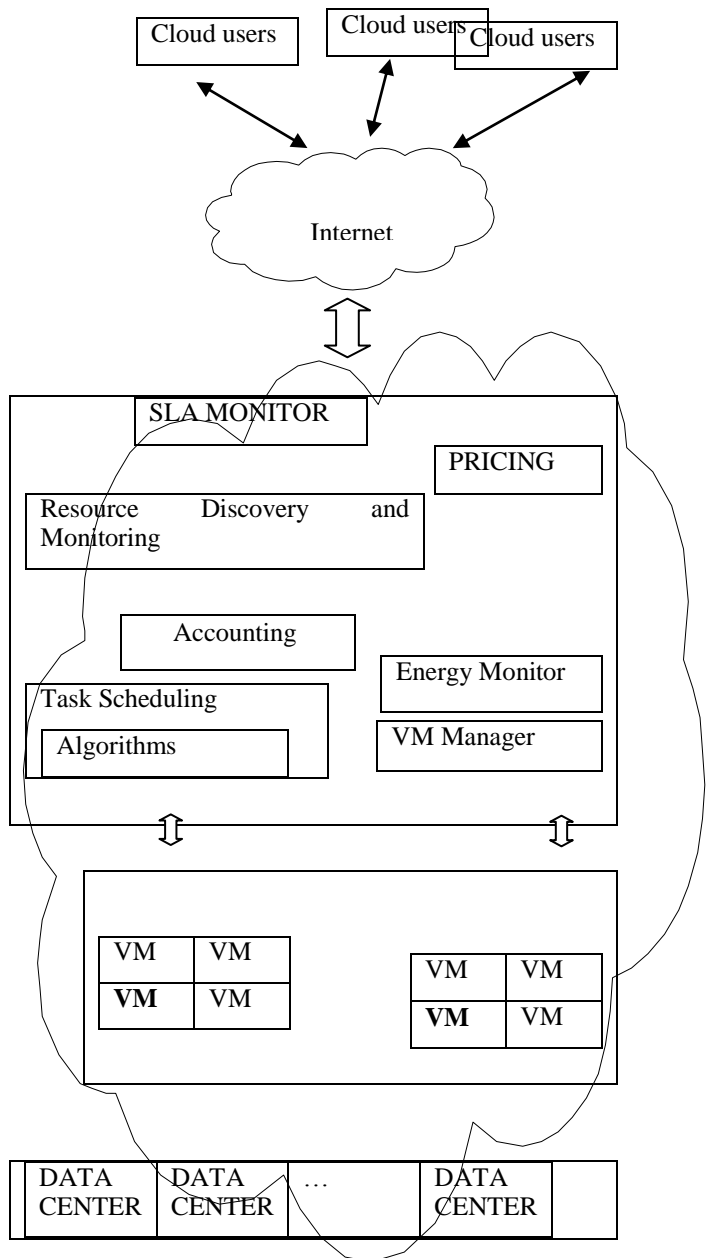 Cloud users
Cloud users
Cloud users
Internet
SLA MONITOR
PRICING
Resource Discovery and
Monitoring
Accounting
Energy Monitor
Task Scheduling
VM Manager
Algorithms
VM VM
VM VM
VM VM
VM VM
DATA CENTER
DATA CENTER
…
DATA CENTER